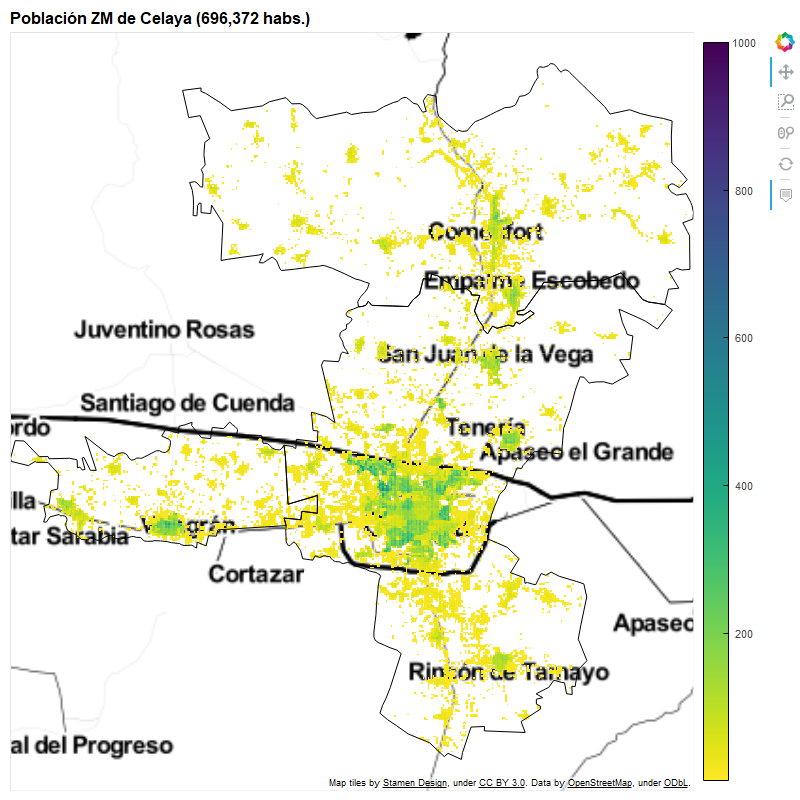 Población ZM de Celaya (696,372 habs.)
1000
800
Comonfort
Empalme Escobedo
Juventino Rosas
600
San Juan de la Vega
Santiago de Cuenda
ordo
Tenería
Apaseo el Grande
400
lla
Villagrán
tar Sarabia
Cortazar
Apaseo
200
Rincón de Tamayo
al del Progreso
Map tiles by Stamen Design, under CC BY 3.0. Data by OpenStreetMap, under ODbL.